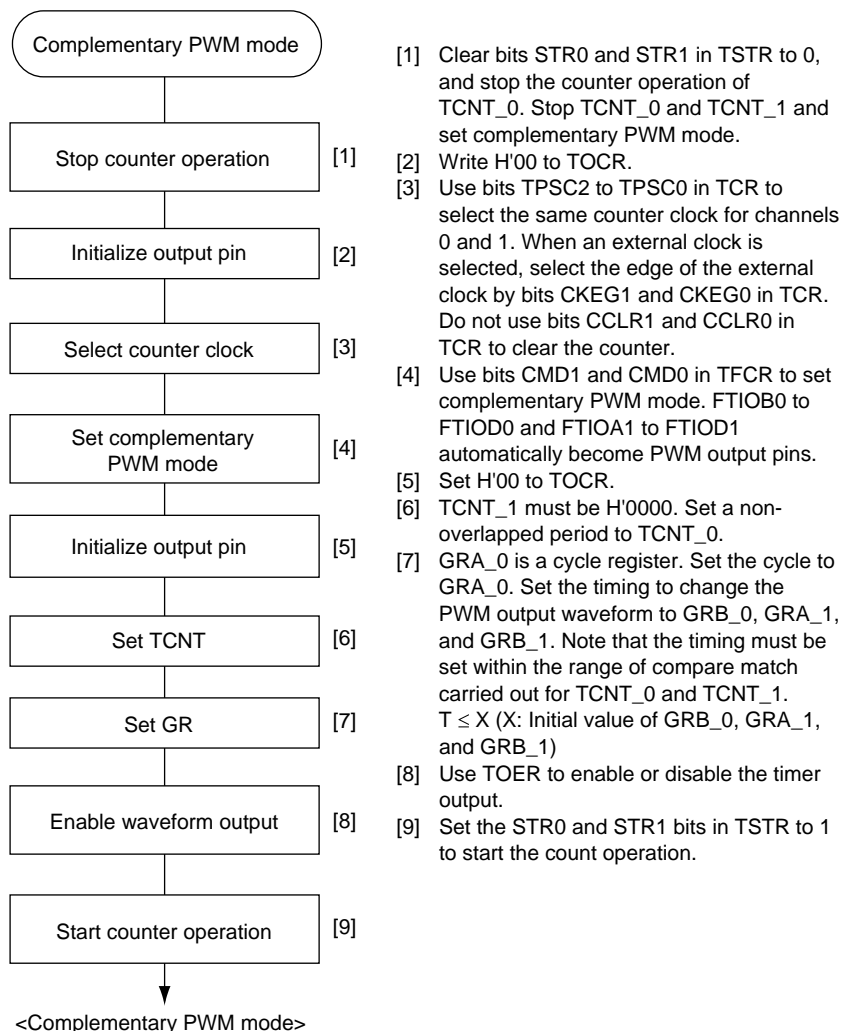 Complementary PWM mode
Stop counter operation [1]
Initialize output pin [2]
Select counter clock [3]
Set complementary
PWM mode
[4]
Initialize output pin [5]
Set TCNT [6]
Set GR [7]
Enable waveform output [8]
Start counter operation [9]
<Complementary PWM mode>
[1] Clear bits STR0 and STR1 in TSTR to 0,
and stop the counter operation of
TCNT_0. Stop TCNT_0 and TCNT_1 and
set complementary PWM mode.
[2] Write H'00 to TOCR.
[3] Use bits TPSC2 to TPSC0 in TCR to
select the same counter clock for channels
0 and 1. When an external clock is
selected, select the edge of the external
clock by bits CKEG1 and CKEG0 in TCR.
Do not use bits CCLR1 and CCLR0 in
TCR to clear the counter.
[4] Use bits CMD1 and CMD0 in TFCR to set
complementary PWM mode. FTIOB0 to
FTIOD0 and FTIOA1 to FTIOD1
automatically become PWM output pins.
[5] Set H'00 to TOCR.
[6] TCNT_1 must be H'0000. Set a non-
overlapped period to TCNT_0.
[7] GRA_0 is a cycle register. Set the cycle to
GRA_0. Set the timing to change the
PWM output waveform to GRB_0, GRA_1,
and GRB_1. Note that the timing must be
set within the range of compare match
carried out for TCNT_0 and TCNT_1.
T ≤ X (X: Initial value of GRB_0, GRA_1,
and GRB_1)
[8] Use TOER to enable or disable the timer
output.
[9] Set the STR0 and STR1 bits in TSTR to 1
to start the count operation.